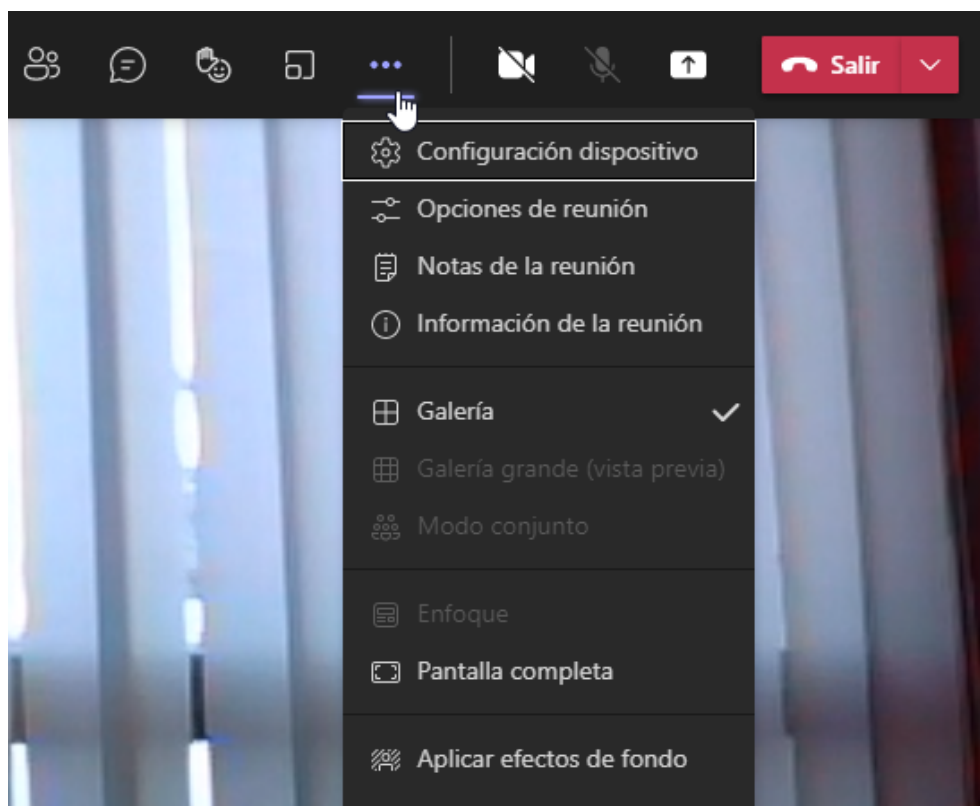 Salir
Configuración dispositivo
Opciones de reunión
Notas de la reunión
Información de la reunión
Galería
Galería grande (vista previa)
Modo conjunto
Enfoque
Pantalla completa
Aplicar efectos de fondo